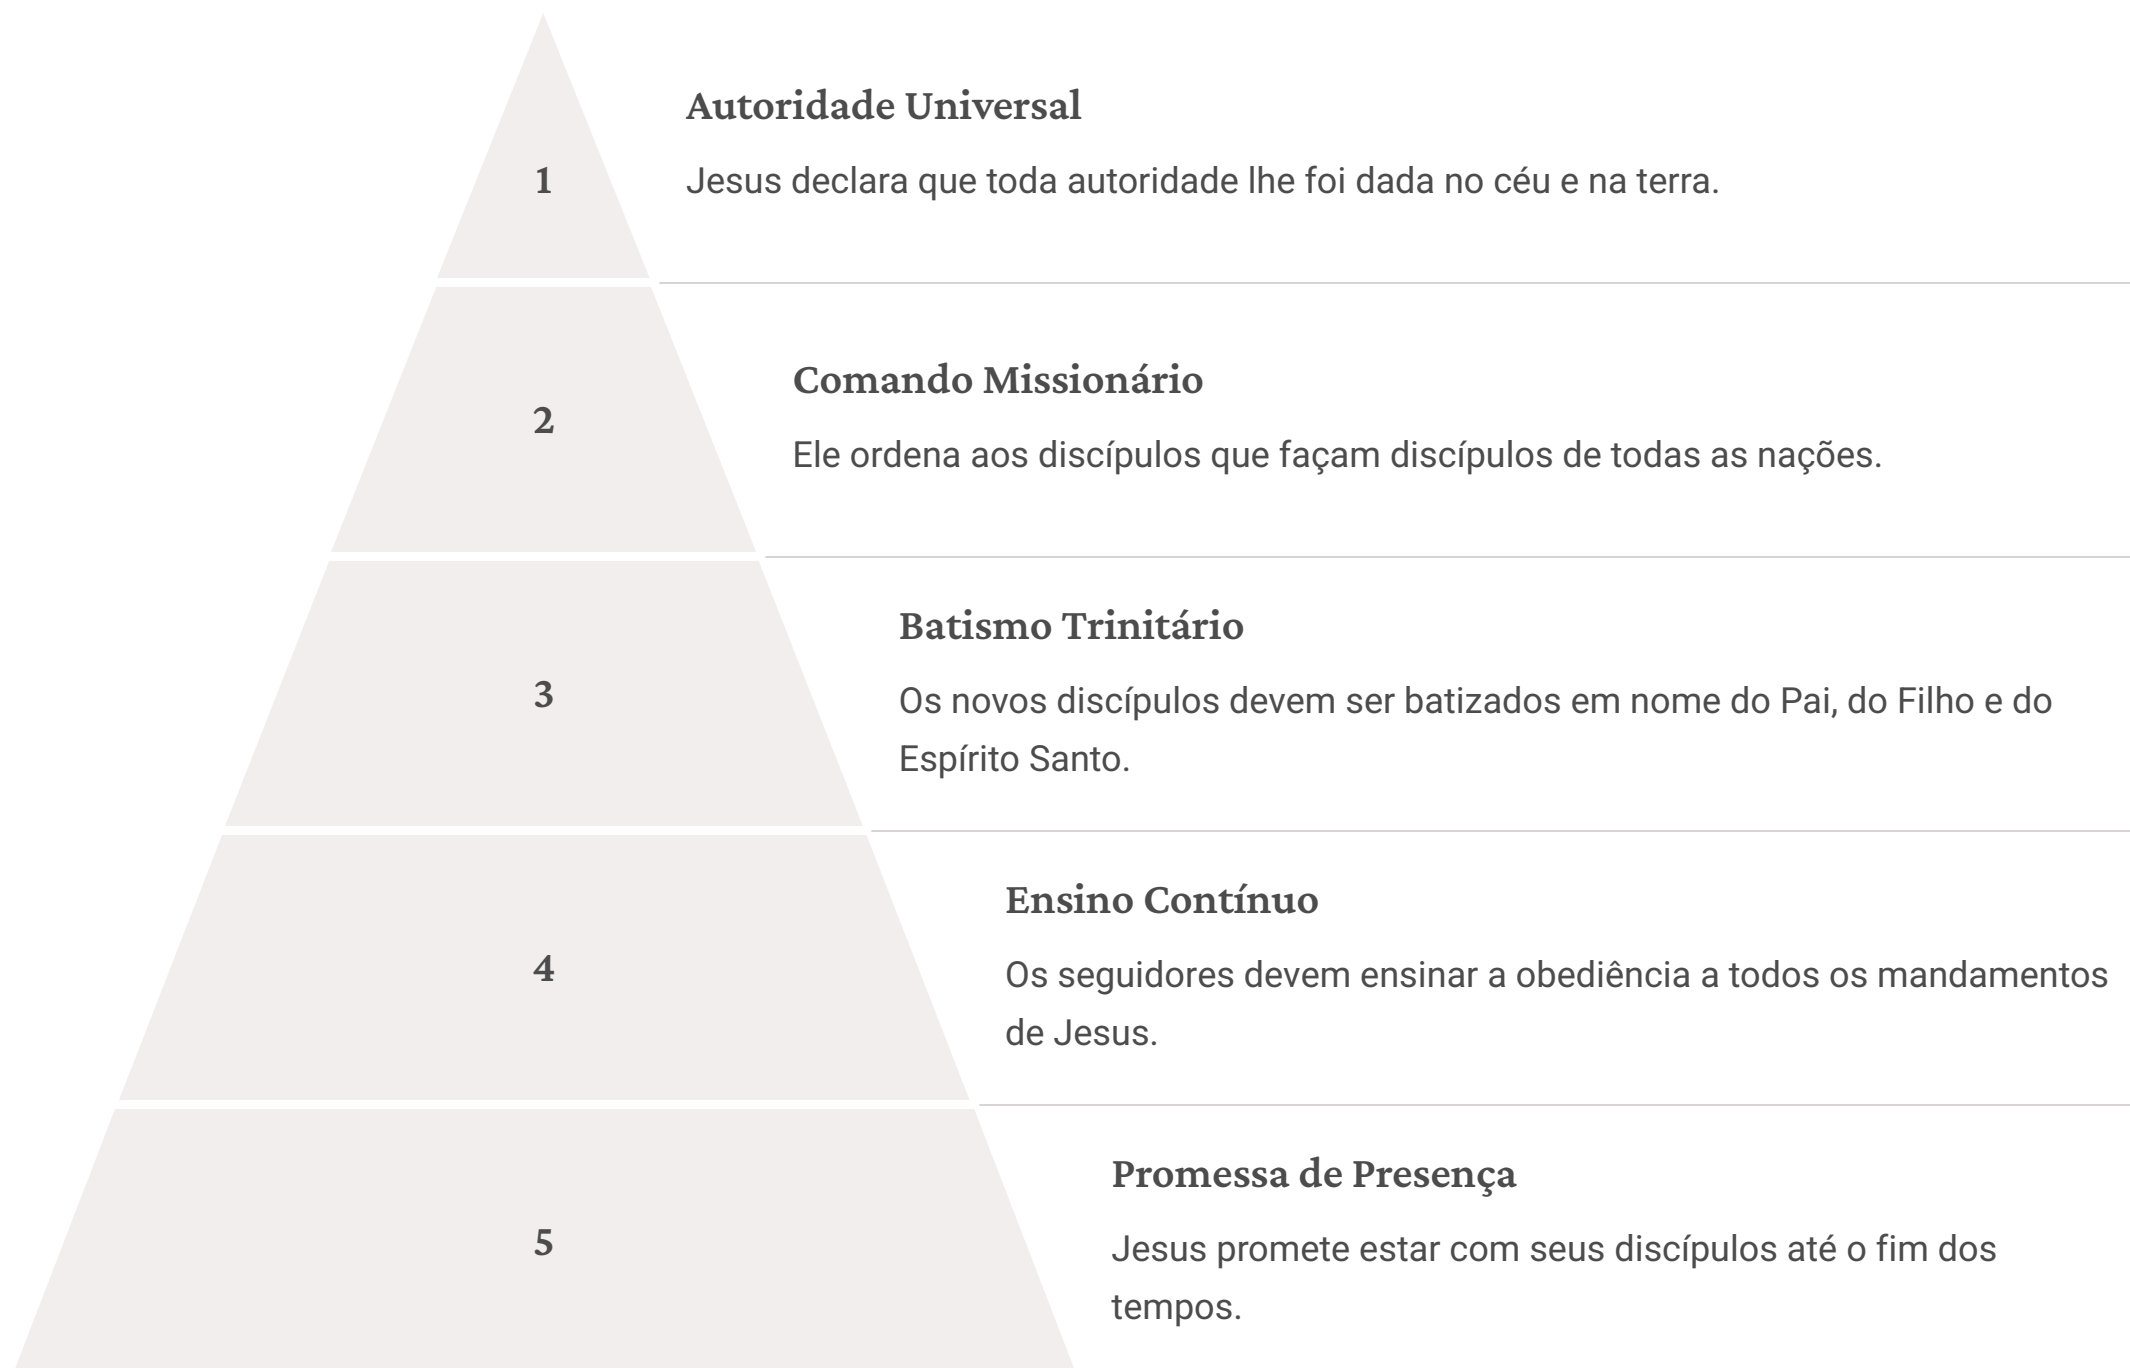 1
Autoridade Universal
Jesus declara que toda autoridade lhe foi dada no céu e na terra.
2
Comando Missionário
Ele ordena aos discípulos que façam discípulos de todas as nações.
3
Batismo Trinitário
Os novos discípulos devem ser batizados em nome do Pai, do Filho e do
Espírito Santo.
4
Ensino Contínuo
Os seguidores devem ensinar a obediência a todos os mandamentos
de Jesus.
5
Promessa de Presença
Jesus promete estar com seus discípulos até o fim dos
tempos.